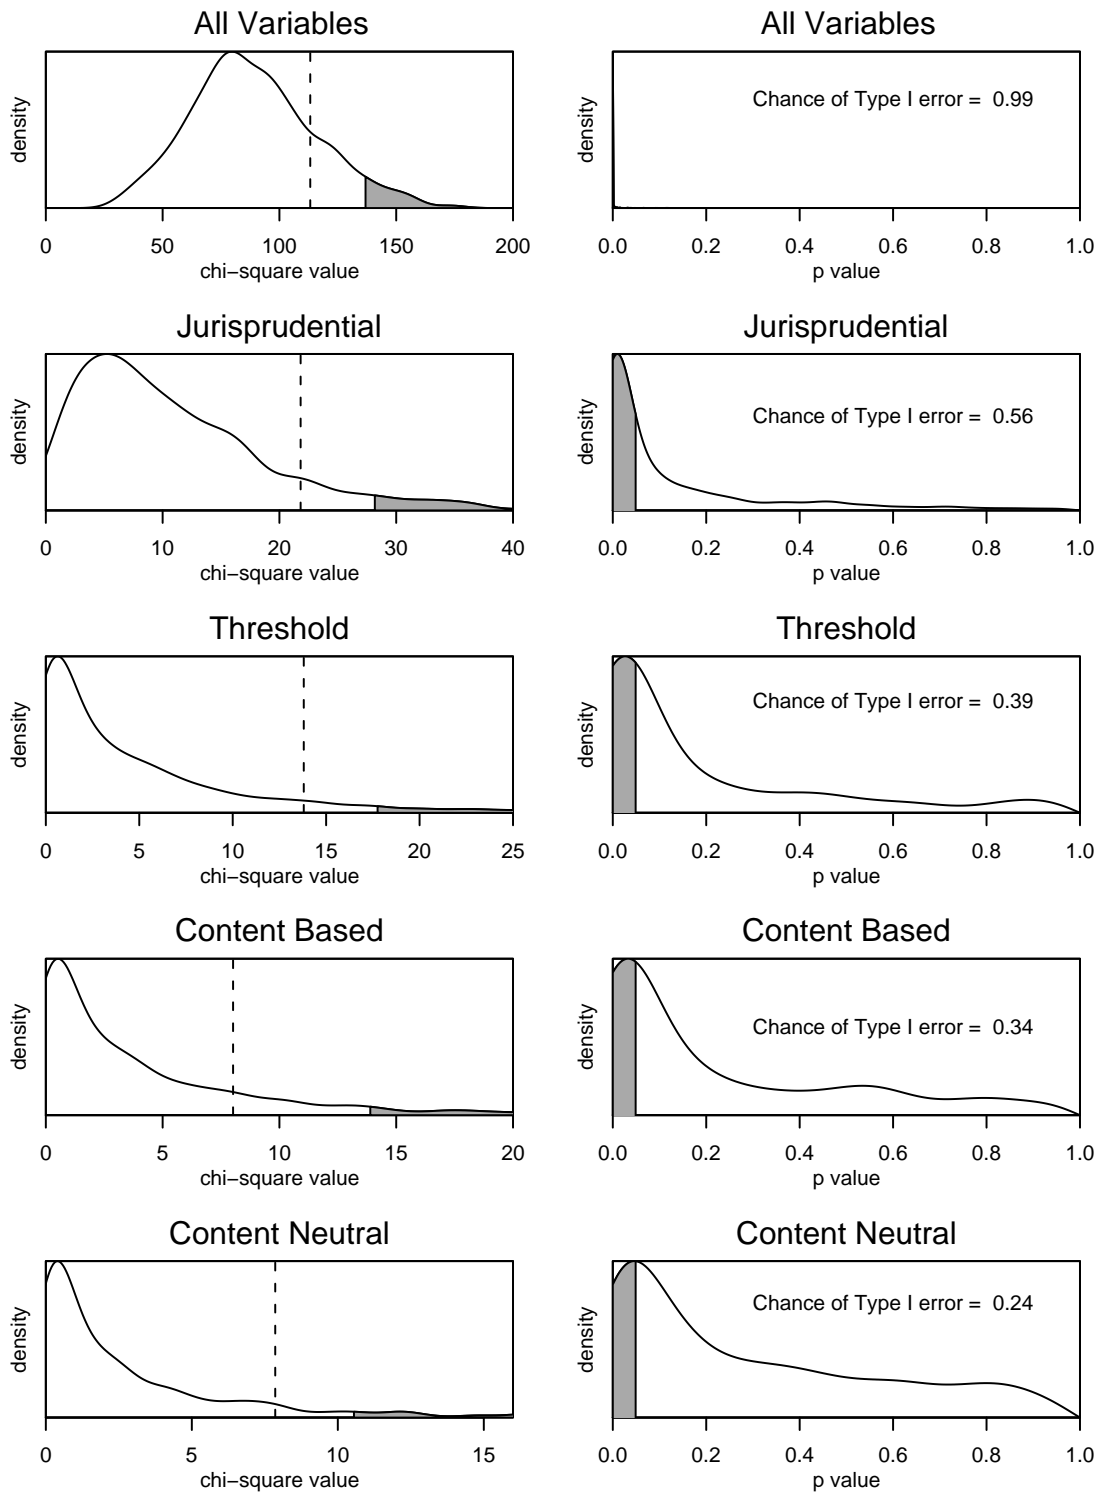 All Variables
density
0 50 100 150 200
chi−square value
All Variables
density
Chance of Type I error = 0.99
0.0 0.2 0.4 0.6 0.8 1.0
p value
Jurisprudential
density
0 10 20 30 40
chi−square value
Jurisprudential
density
Chance of Type I error = 0.56
0.0 0.2 0.4 0.6 0.8 1.0
p value
Threshold
density
0 5 10 15 20 25
chi−square value
Threshold
density
Chance of Type I error = 0.39
0.0 0.2 0.4 0.6 0.8 1.0
p value
Content Based
density
0 5 10 15 20
chi−square value
Content Based
density
Chance of Type I error = 0.34
0.0 0.2 0.4 0.6 0.8 1.0
p value
Content Neutral
density
0 5 10 15
chi−square value
Content Neutral
density
Chance of Type I error = 0.24
0.0 0.2 0.4 0.6 0.8 1.0
p value